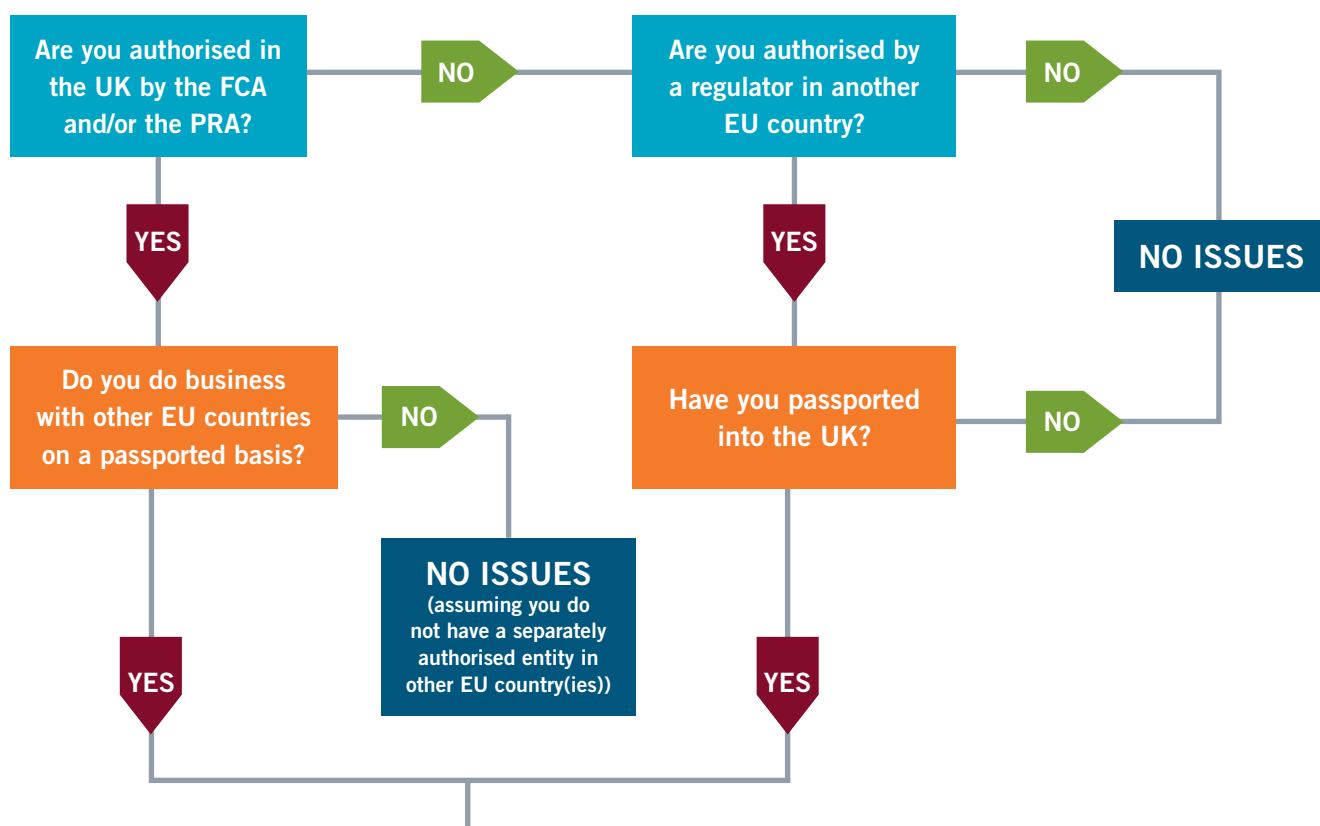 Are you authorised in
the UK by the FCA
and/or the PRA?
NO
Are you authorised by
a regulator in another
EU country?
NO
YES
YES
NO ISSUES
Do you do business
with other EU countries
on a passported basis?
NO
Have you passported
into the UK?
NO
NO ISSUES
(assuming you do
not have a separately
authorised entity in
other EU country(ies))
YES
YES